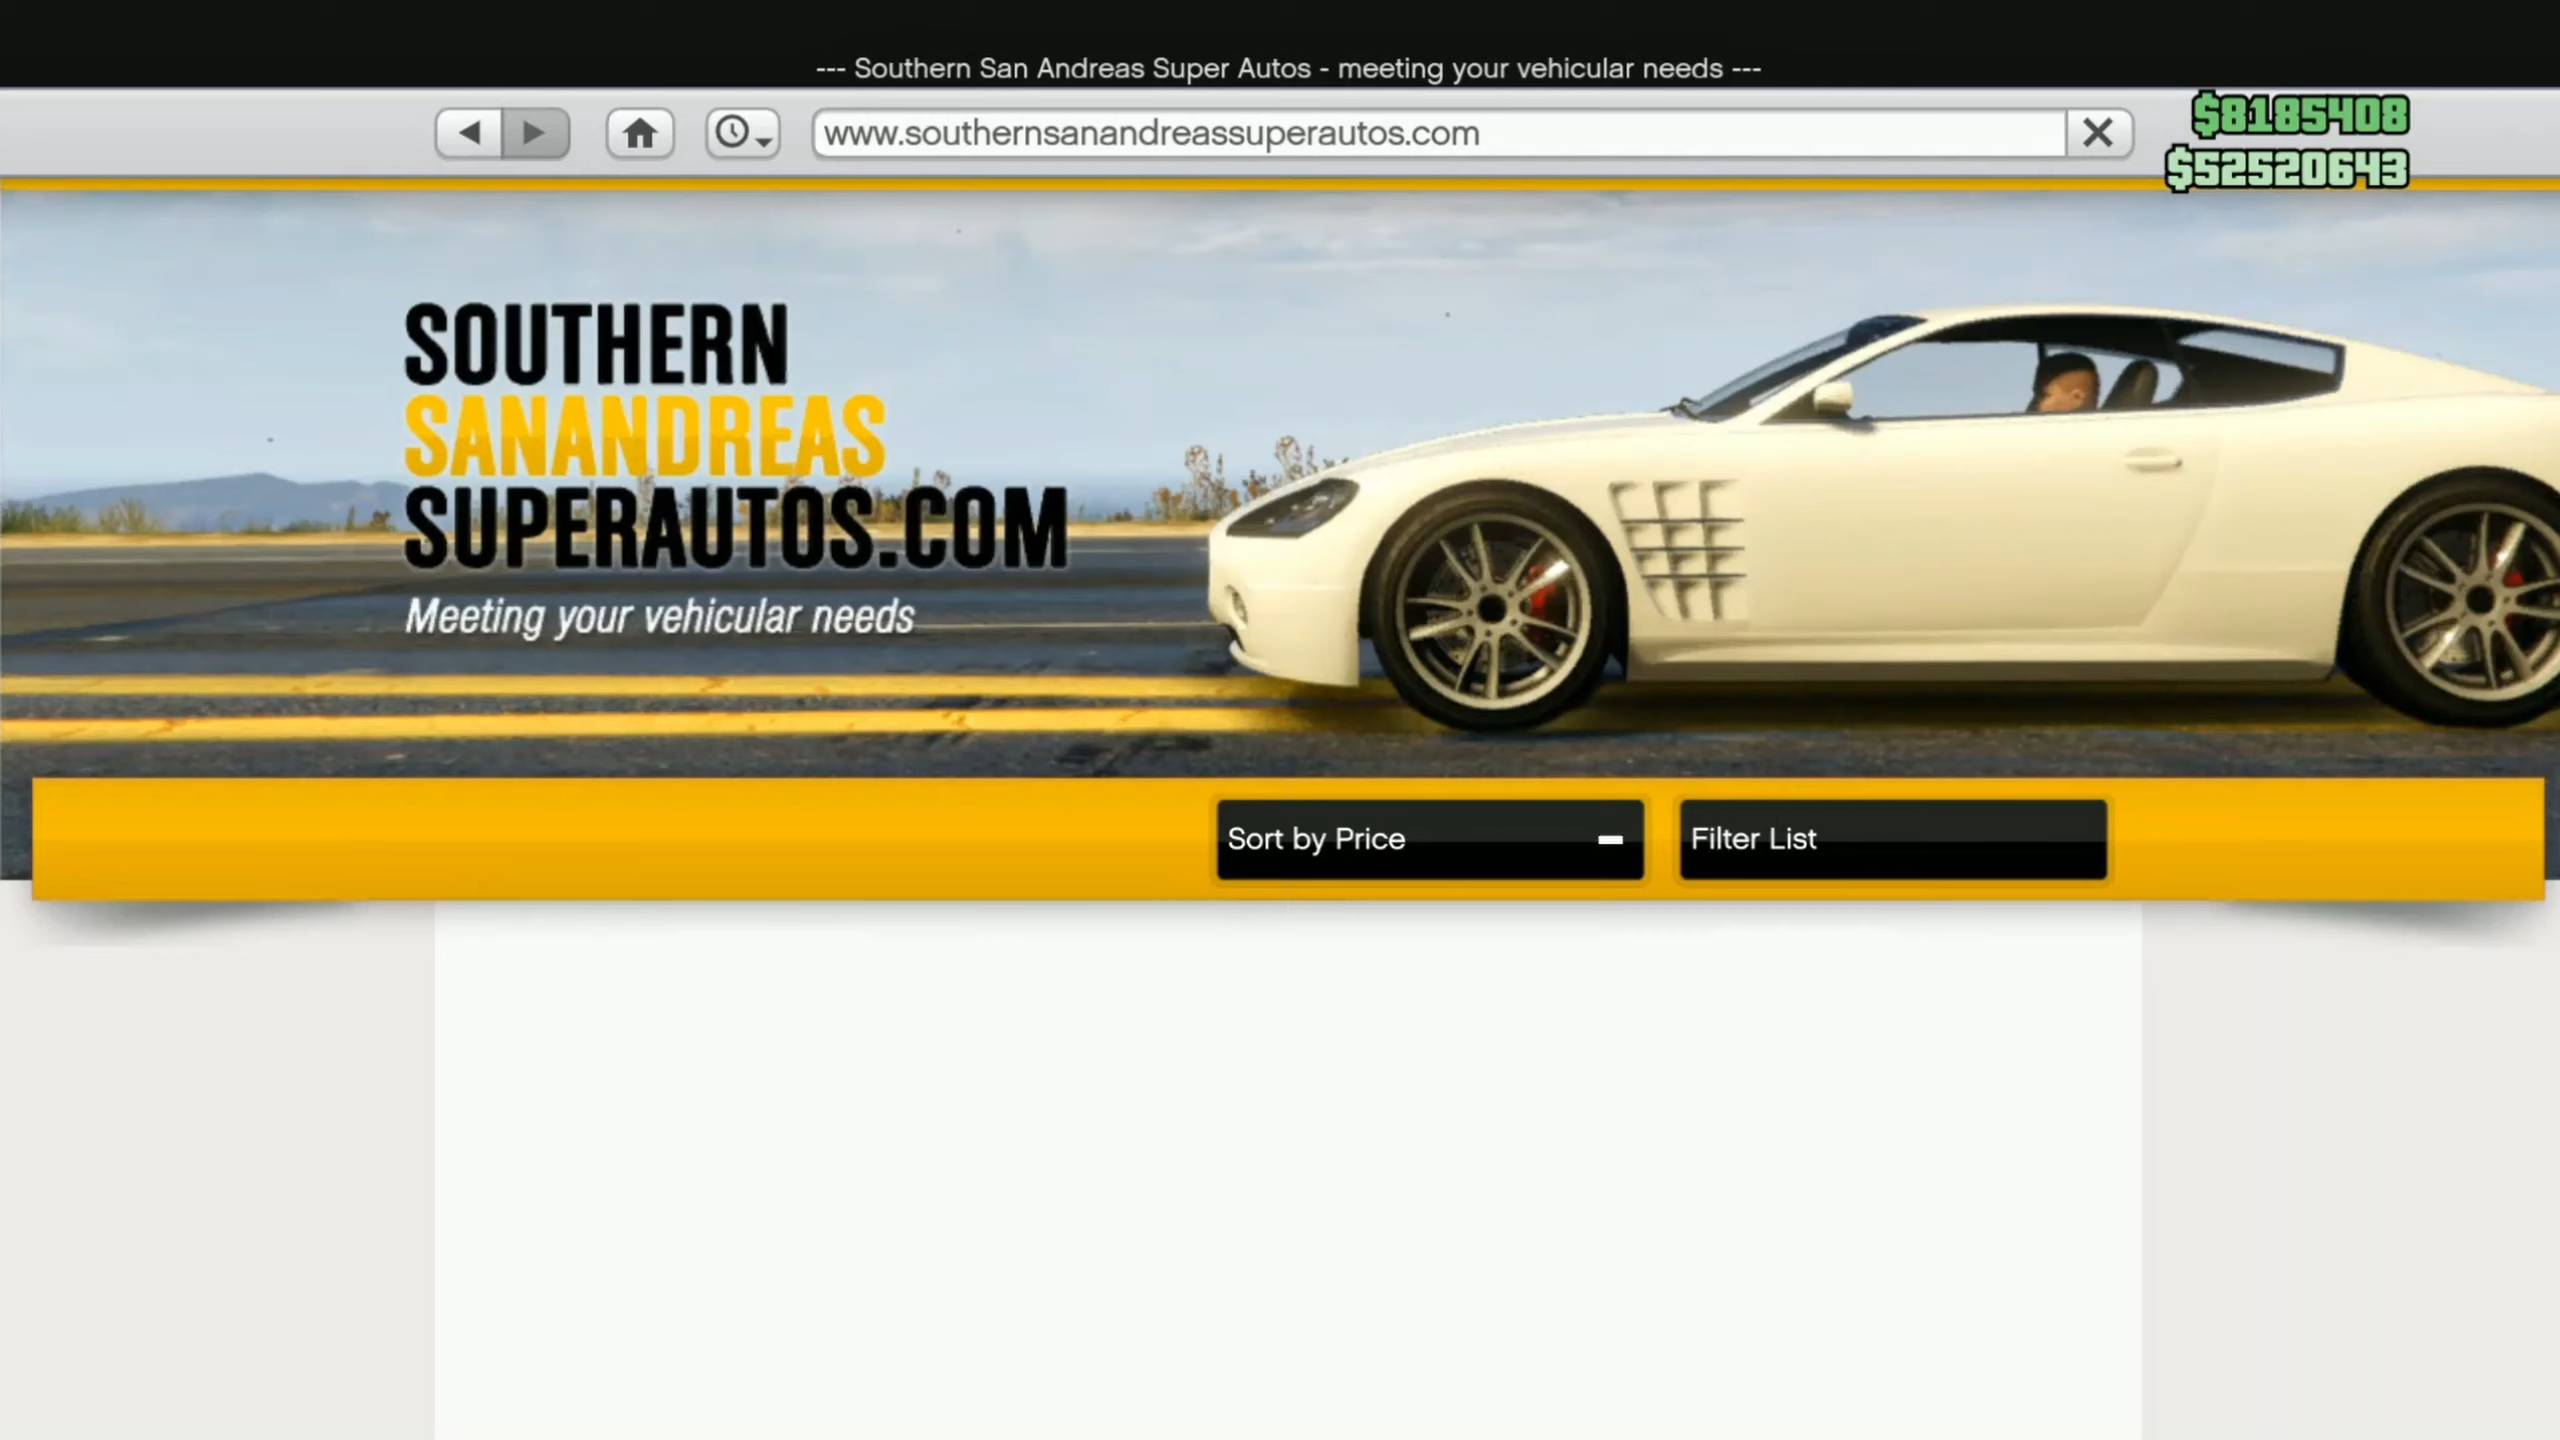 --- Southern San Andreas Super Autos - meeting your vehicular needs ---
www.southernsanandreassuperautos.com
$8185408
$52520643
SOUTHERN
SANANDREAS
SUPERAUTOS.COM
Meeting your vehicular needs
Sort by Price
Filter List